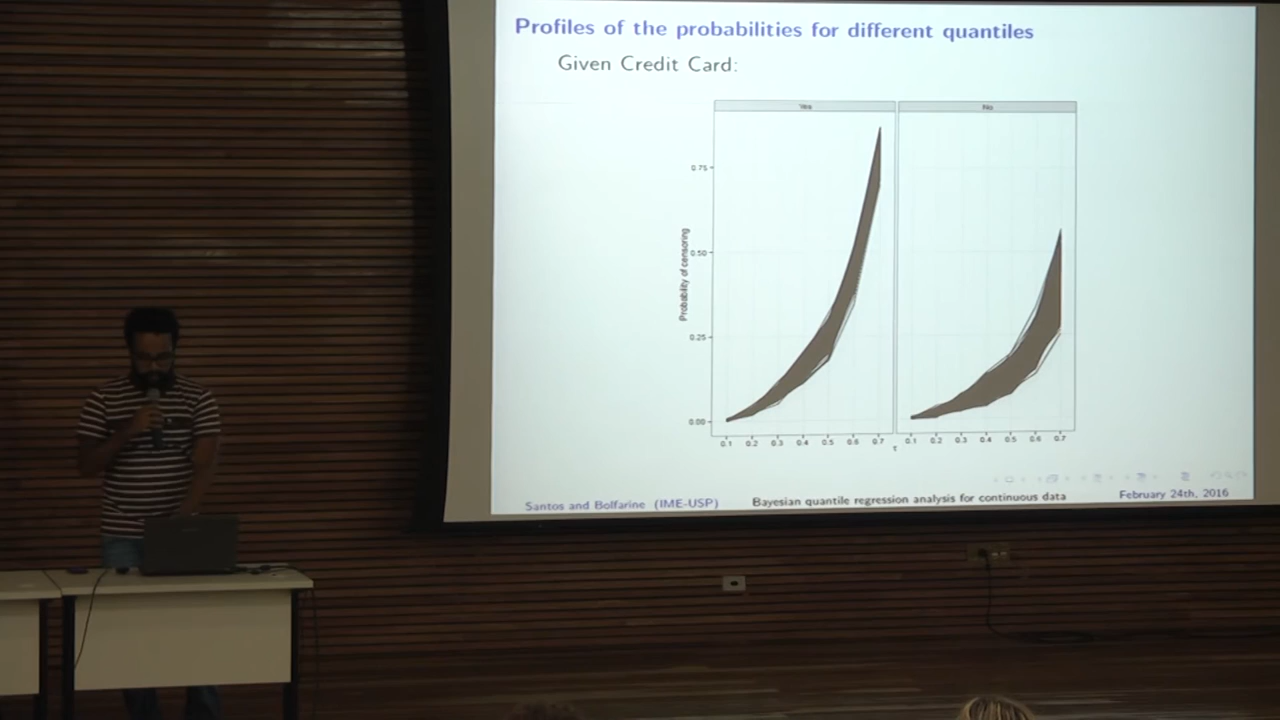 Profiles of the probabilities for different quantiles
Given Credit Card:
Yes
No
Probability of censoring
0.75
0.50
0.25
0.00
0.1 0.2 0.3 0.4 0.5 0.6 0.7
0.1 0.2 0.3 0.4 0.5 0.6 0.7
τ
Santos and Bolfarine (IME-USP)
Bayesian quantile regression analysis for continuous data
February 24th, 2016